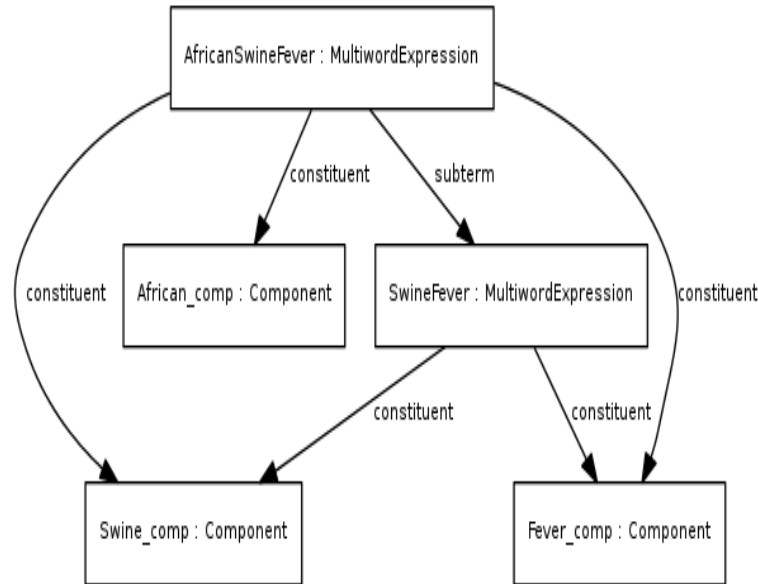 AfricanSwineFever : MultiwordExpression
constituent
subterm
constituent
African_comp : Component
SwineFever : MultiwordExpression
constituent
constituent
constituent
Swine_comp : Component
Fever_comp : Component